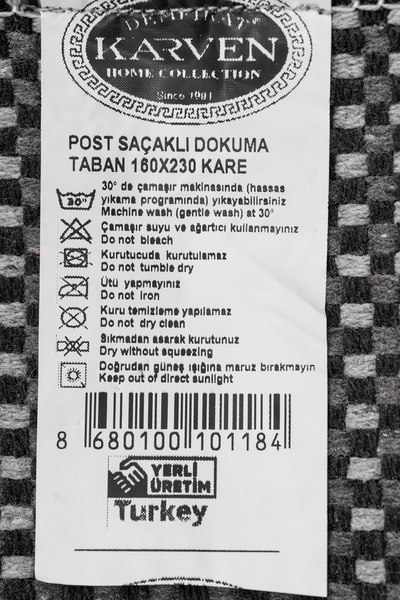 DEMFIRAT
KARVEN
HOME COLLECTION
Since 1981
POST SAÇAKLI DOKUMA
TABAN 160X230 KARE
30°
30° de çamaşır makinasında (hassas
yıkama programında) yıkayabilirsiniz
Machine wash (gentle wash) at 30°
Çamaşır suyu ve ağartıcı kullanmayınız
Do not bleach
Kurutucuda kurutulamaz
Do not tumble dry
Ütü yapmayınız
Do not iron
Kuru temizleme yapılamaz
Do not dry clean
Sıkmadan asarak kurutunuz
Dry without squeezing
Doğrudan güneş ışığına maruz bırakmayın
Keep out of direct sunlight
8 680100 101184
YERLİ
ÜRETİM
Turkey